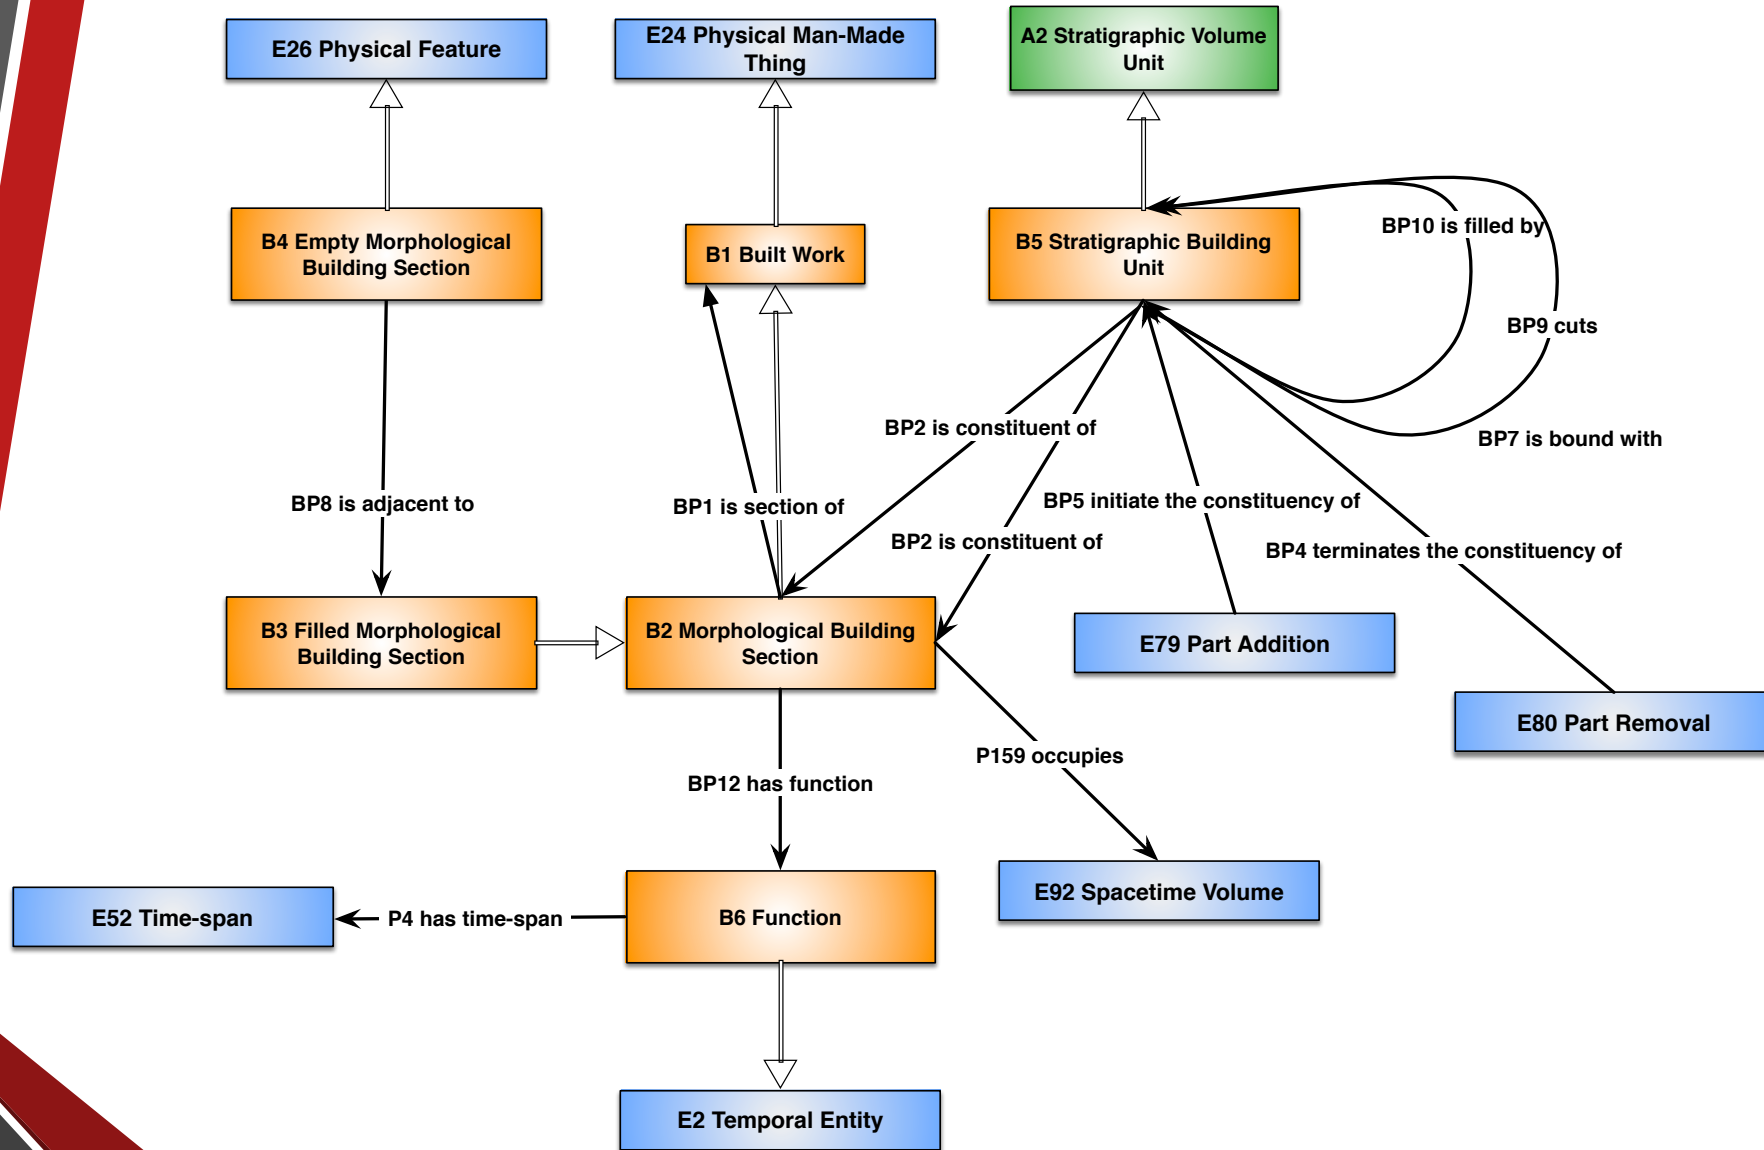 E26 Physical Feature
E24 Physical Man-Made
Thing
A2 Stratigraphic Volume
Unit
B4 Empty Morphological
Building Section
B1 Built Work
B5 Stratigraphic Building
Unit
BP10 is filled by
BP9 cuts
BP2 is constituent of
BP7 is bound with
BP8 is adjacent to
BP1 is section of
BP5 initiate the constituency of
BP2 is constituent of
BP4 terminates the constituency of
B3 Filled Morphological
Building Section
B2 Morphological Building
Section
E79 Part Addition
E80 Part Removal
P159 occupies
BP12 has function
E52 Time-span
P4 has time-span
B6 Function
E92 Spacetime Volume
E2 Temporal Entity